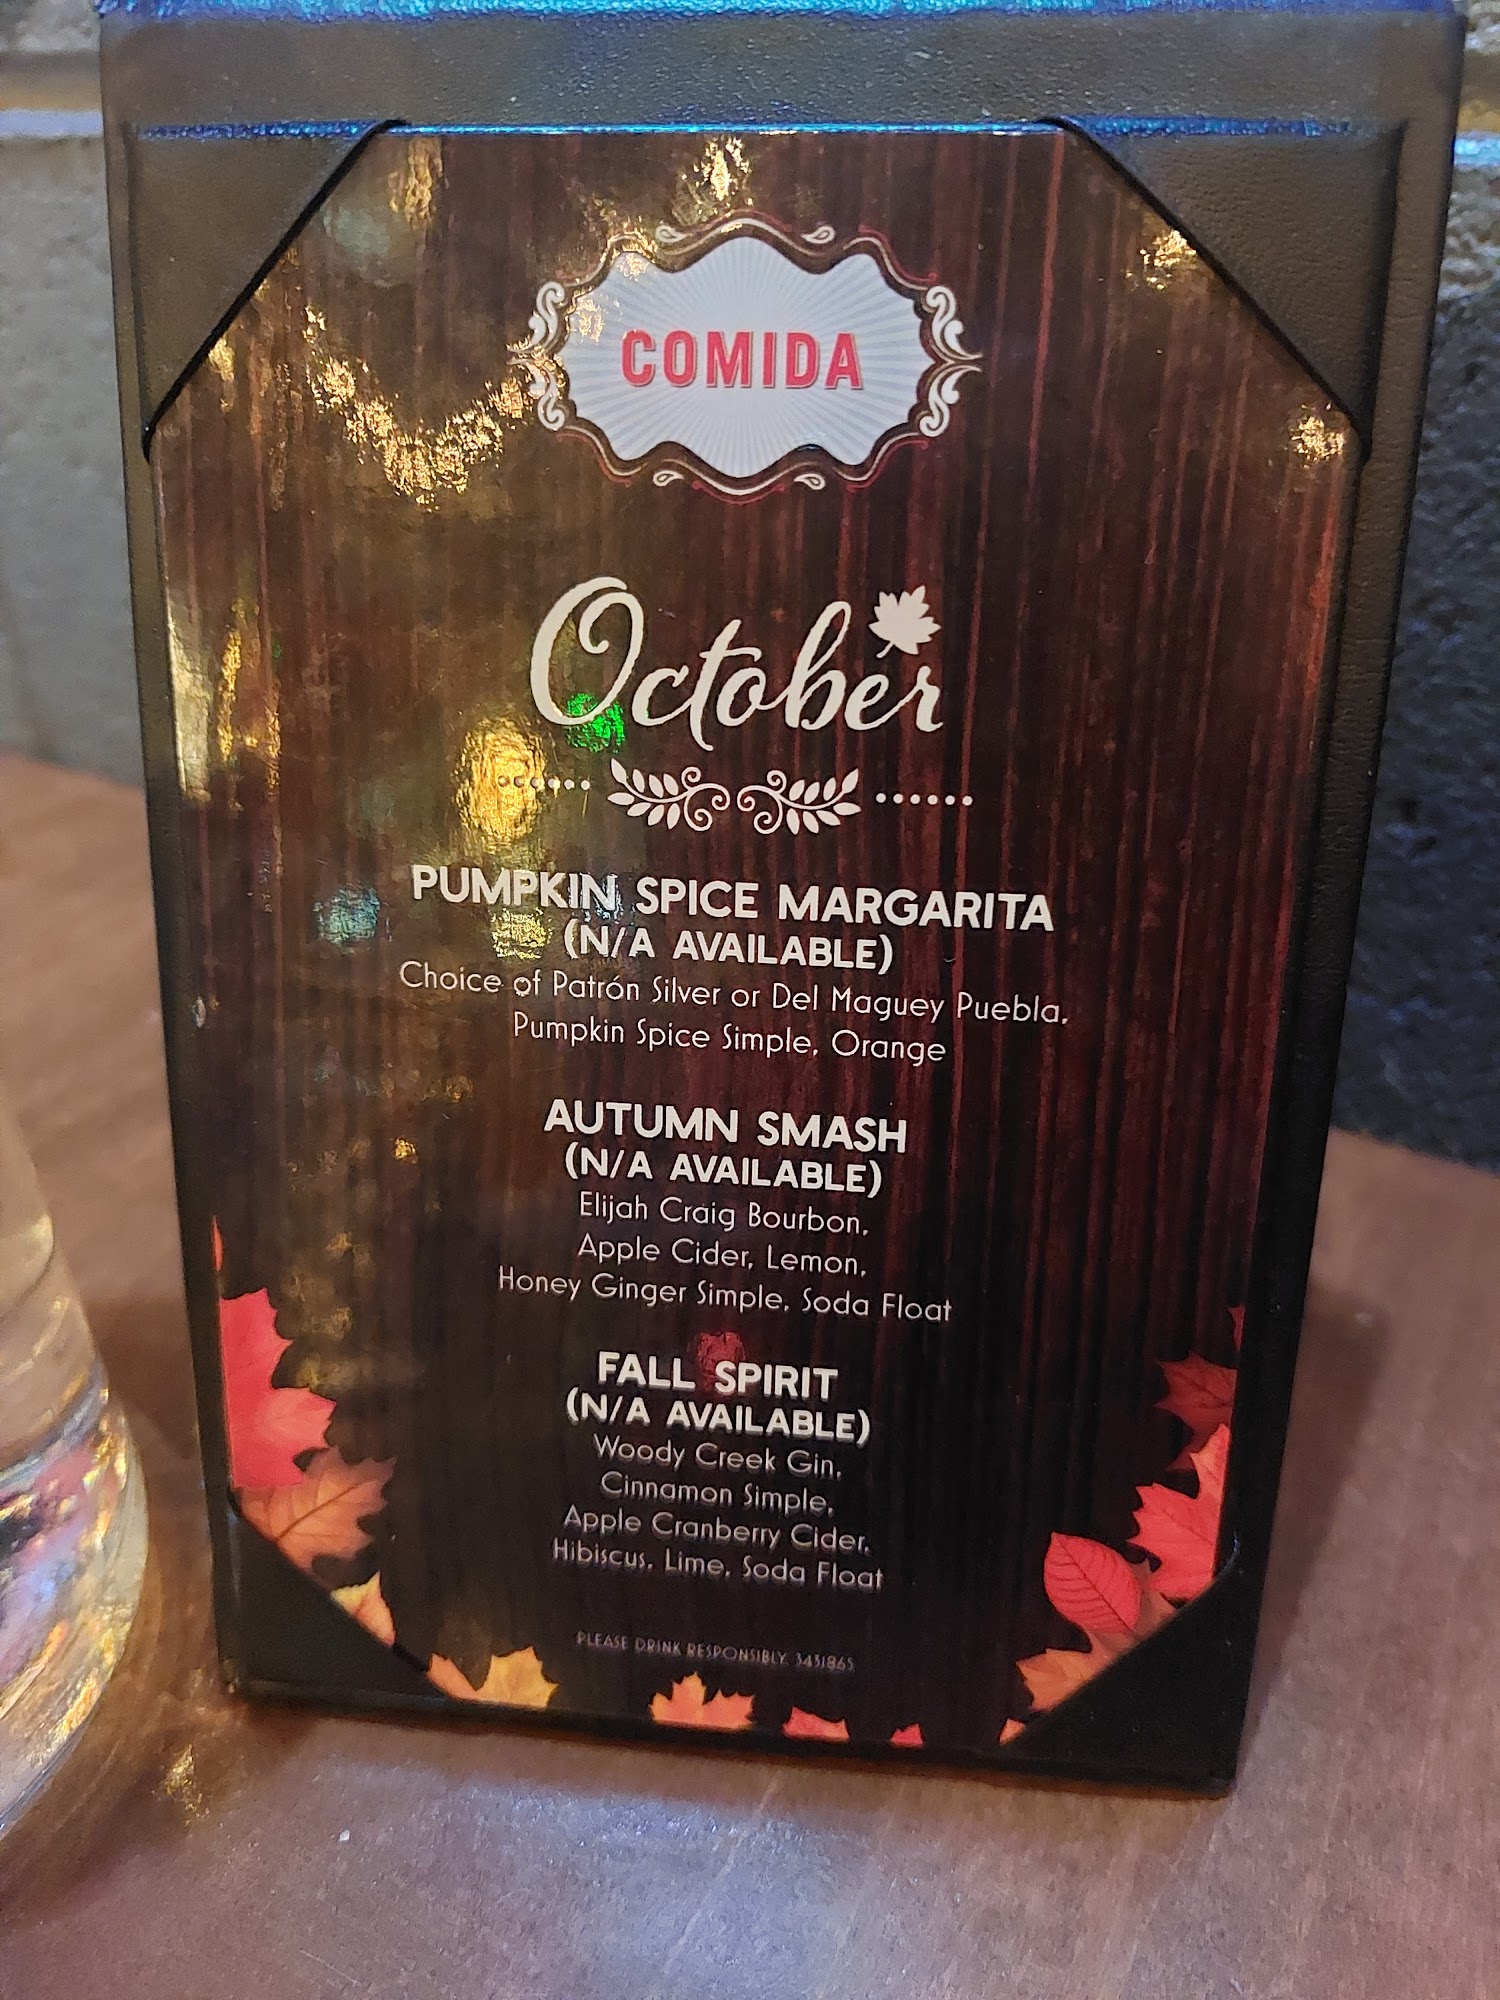 COMIDA
October
PUMPKIN SPICE MARGARITA
(N/A AVAILABLE)
Choice of Patrón Silver or Del Maguey Puebla,
Pumpkin Spice Simple, Orange
AUTUMN SMASH
(N/A AVAILABLE)
Elijah Craig Bourbon,
Apple Cider, Lemon,
Honey Ginger Simple, Soda Float
FALL SPIRIT
(N/A AVAILABLE)
Woody Creek Gin,
Cinnamon Simple,
Apple Cranberry Cider,
Hibiscus, Lime, Soda Float
PLEASE DRINK RESPONSIBLY. 3431865